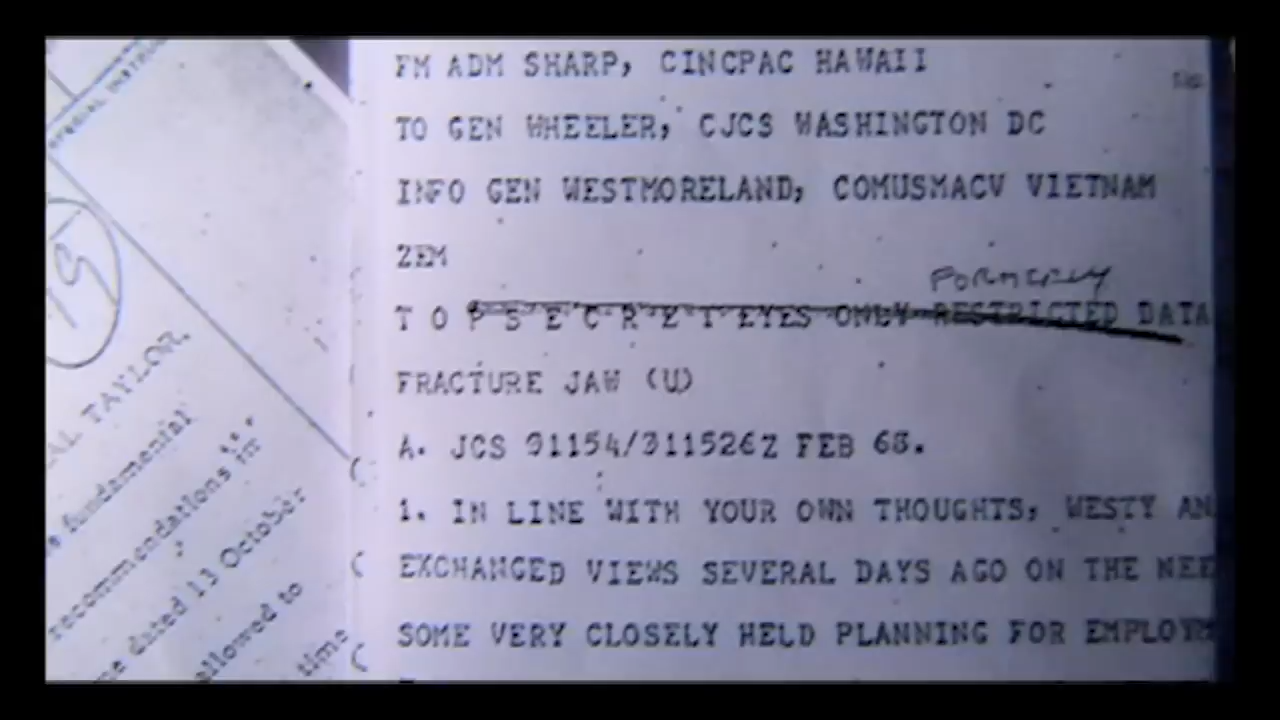 FM ADM SHARP, CINCPAC HAWAII
TO GEN WHEELER, CJCS WASHINGTON DC
INFO GEN WESTMORELAND, COMUSMACV VIETNAM
ZEM
FORMERLY
T O P S E C R E T EYES ONLY RESTRICTED DATA
FRACTURE JAW (U)
A. JCS 01154/311526Z FEB 68.
1. IN LINE WITH YOUR OWN THOUGHTS, WESTY AN
EXCHANGED VIEWS SEVERAL DAYS AGO ON THE NEE
SOME VERY CLOSELY HELD PLANNING FOR EMPLOYM
AL TAYLOR.
fundamental
recommendations in
dated 13 October
allowed to
time